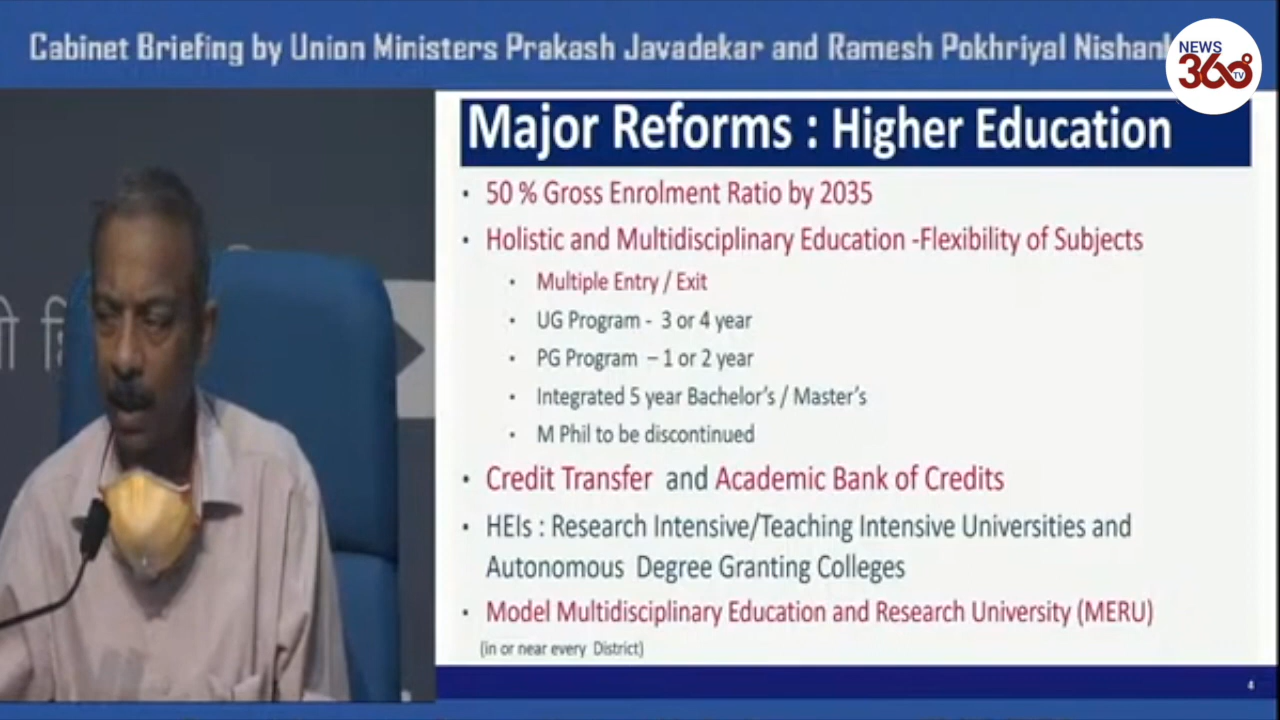 Cabinet Briefing by Union Ministers Prakash Javadekar and Ramesh Pokhriyal Nishank
NEWS
360
TV
Major Reforms : Higher Education
• 50 % Gross Enrolment Ratio by 2035
• Holistic and Multidisciplinary Education -Flexibility of Subjects
• Multiple Entry / Exit
• UG Program - 3 or 4 year
• PG Program – 1 or 2 year
• Integrated 5 year Bachelor's / Master's
• M Phil to be discontinued
• Credit Transfer and Academic Bank of Credits
• HEIs : Research Intensive/Teaching Intensive Universities and
Autonomous Degree Granting Colleges
• Model Multidisciplinary Education and Research University (MERU)
(in or near every District)
4